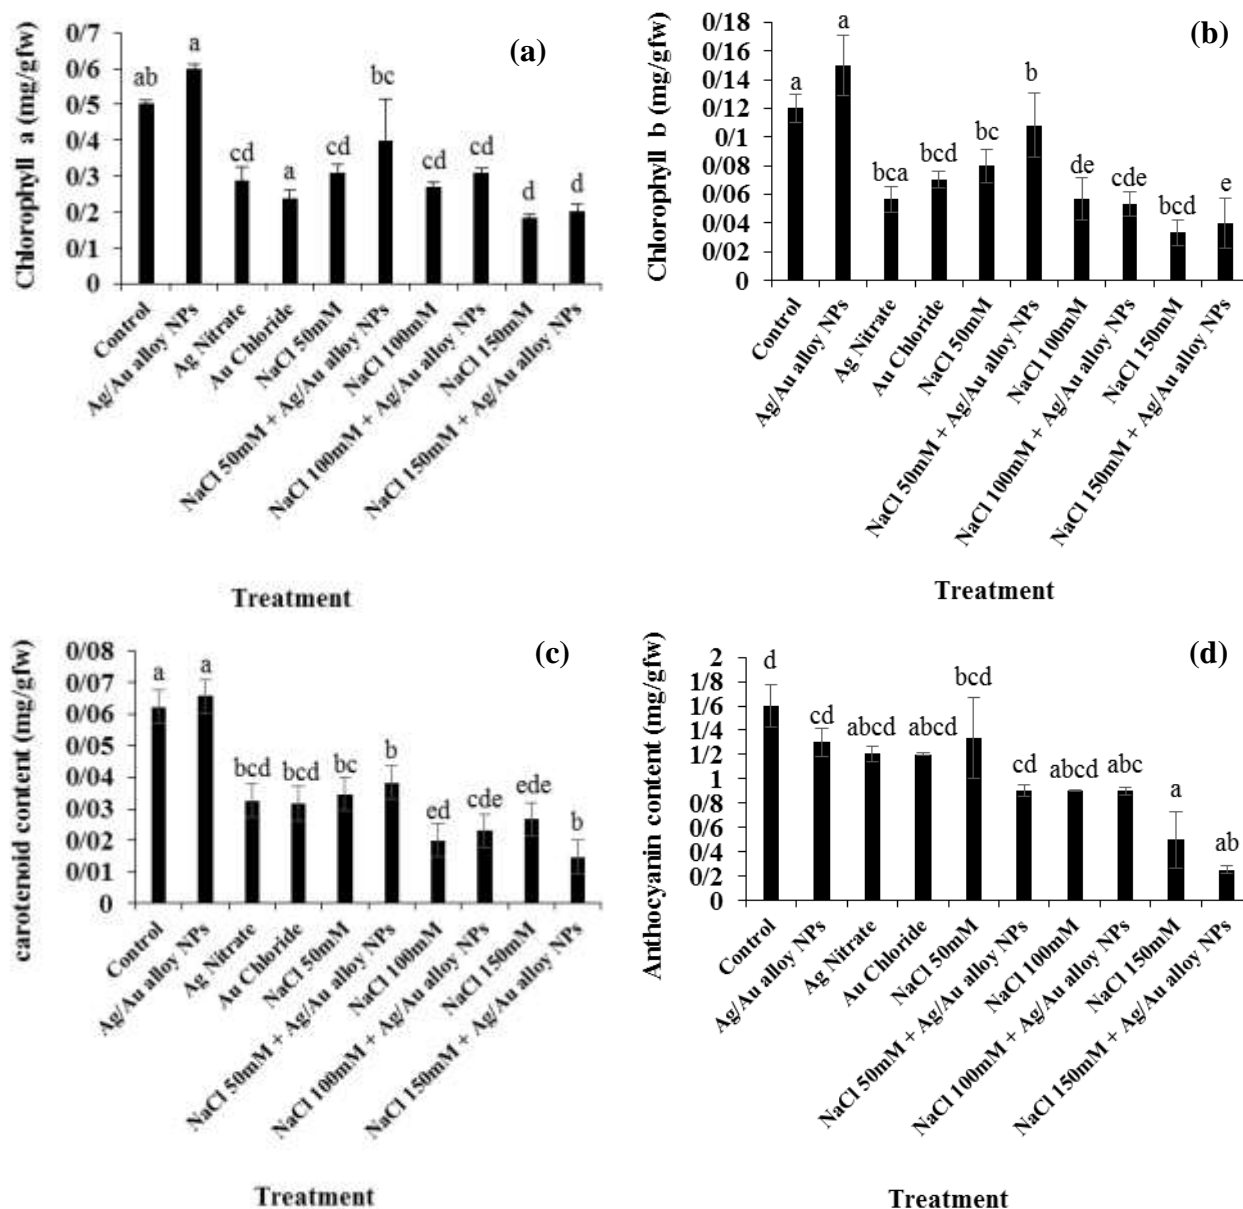 (a)
Chlorophyll a (mg/gfw)
0/7
0/6
0/5
0/4
0/3
0/2
0/1
0
ab
a
cd
a
cd
bc
cd
cd
d
d
Control
Ag/Au alloy NPs
Ag Nitrate
Au Chloride
NaCl 50mM
NaCl 50mM + Ag/Au alloy NPs
NaCl 100mM
NaCl 100mM + Ag/Au alloy NPs
NaCl 150mM
NaCl 150mM + Ag/Au alloy NPs
Treatment
(b)
Chlorophyll b (mg/gfw)
0/18
0/16
0/14
0/12
0/1
0/08
0/06
0/04
0/02
0
a
a
bca
bcd
bc
b
de
cde
bcd
e
Control
Ag/Au alloy NPs
Ag Nitrate
Au Chloride
NaCl 50mM
NaCl 50mM + Ag/Au alloy NPs
NaCl 100mM
NaCl 100mM + Ag/Au alloy NPs
NaCl 150mM
NaCl 150mM + Ag/Au alloy NPs
Treatment
(c)
carotenoid content (mg/gfw)
0/08
0/07
0/06
0/05
0/04
0/03
0/02
0/01
0
a
a
bcd
bcd
bc
b
ed
cde
ede
b
Control
Ag/Au alloy NPs
Ag Nitrate
Au Chloride
NaCl 50mM
NaCl 50mM + Ag/Au alloy NPs
NaCl 100mM
NaCl 100mM + Ag/Au alloy NPs
NaCl 150mM
NaCl 150mM + Ag/Au alloy NPs
Treatment
(d)
Anthocyanin content (mg/gfw)
2
1/8
1/6
1/4
1/2
1
0/8
0/6
0/4
0/2
0
d
cd
abcd
abcd
bcd
cd
abcd
abc
a
ab
Control
Ag/Au alloy NPs
Ag Nitrate
Au Chloride
NaCl 50mM
NaCl 50mM + Ag/Au alloy NPs
NaCl 100mM
NaCl 100mM + Ag/Au alloy NPs
NaCl 150mM
NaCl 150mM + Ag/Au alloy NPs
Treatment